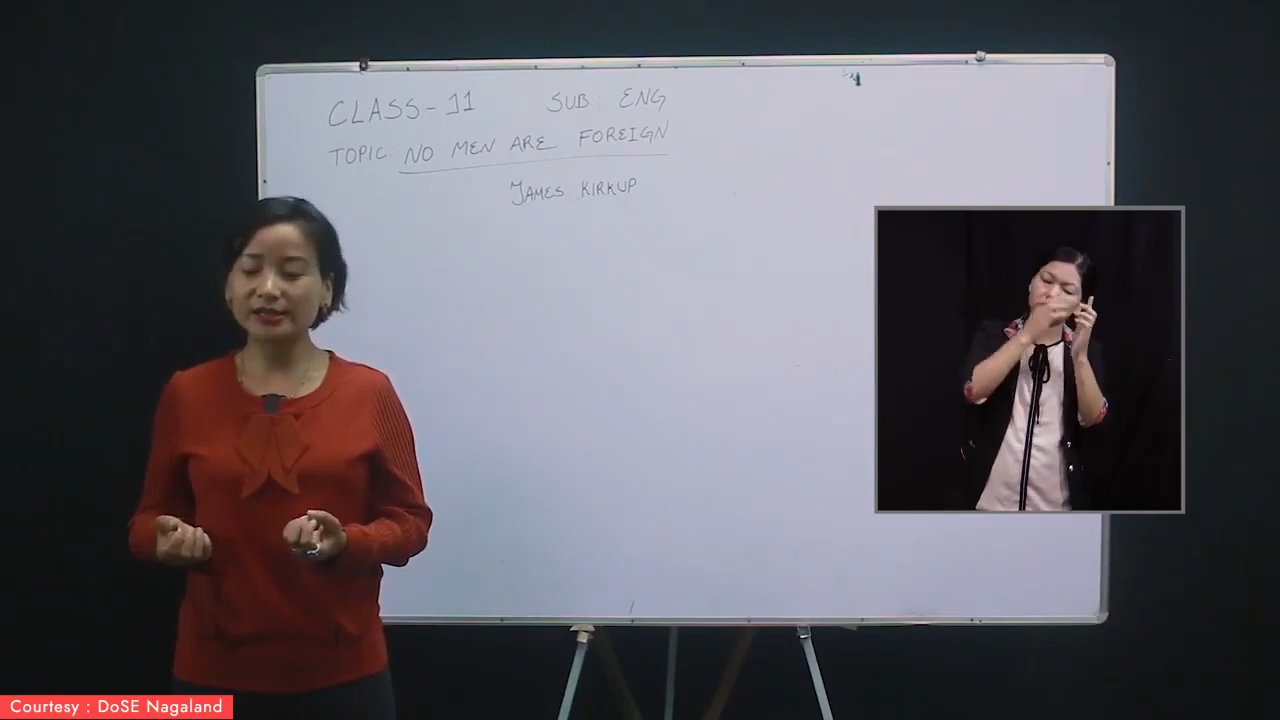 CLASS-11 SUB: ENG
TOPIC: NO MEN ARE FOREIGN
JAMES KIRKUP
Courtesy : DoSE Nagaland